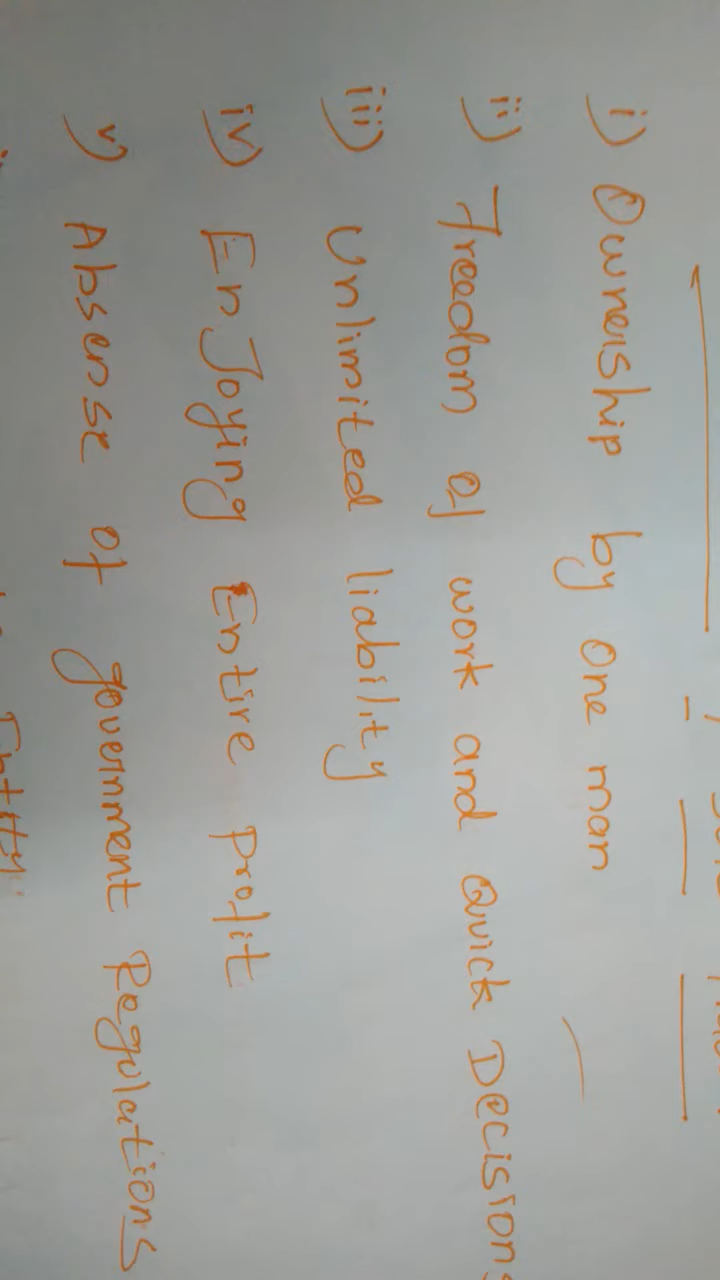 i) Ownership by One man
ii) Freedom of work and Quick Decisions
iii) Unlimited liability
iv) EnJoying Entire profit
v) Absense of government Regulations